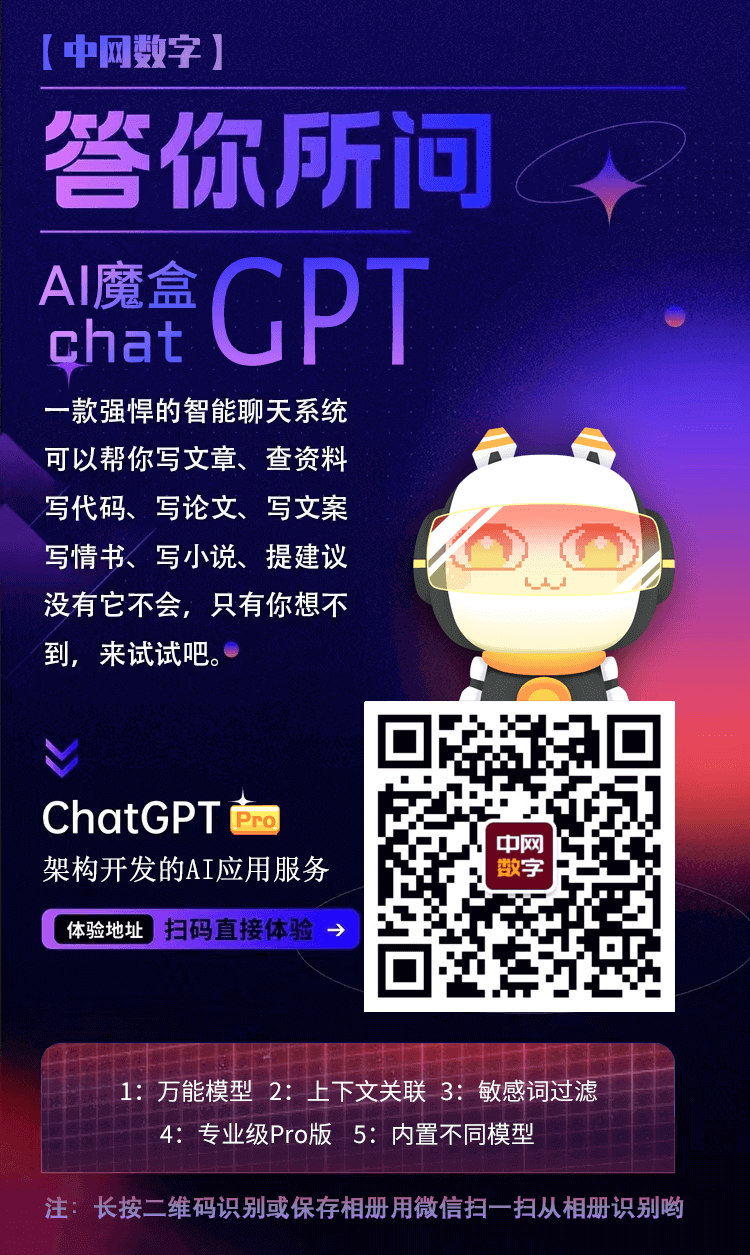 【中网数字】
答你所问
AI魔盒
chat GPT
一款强悍的智能聊天系统
可以帮你写文章、查资料
写代码、写论文、写文案
写情书、写小说、提建议
没有它不会，只有你想不
到，来试试吧。
ChatGPT Pro
架构开发的AI应用服务
体验地址 扫码直接体验
中网
数字
1：万能模型 2：上下文关联 3：敏感词过滤
4：专业级Pro版 5：内置不同模型
注：长按二维码识别或保存相册用微信扫一扫从相册识别哟